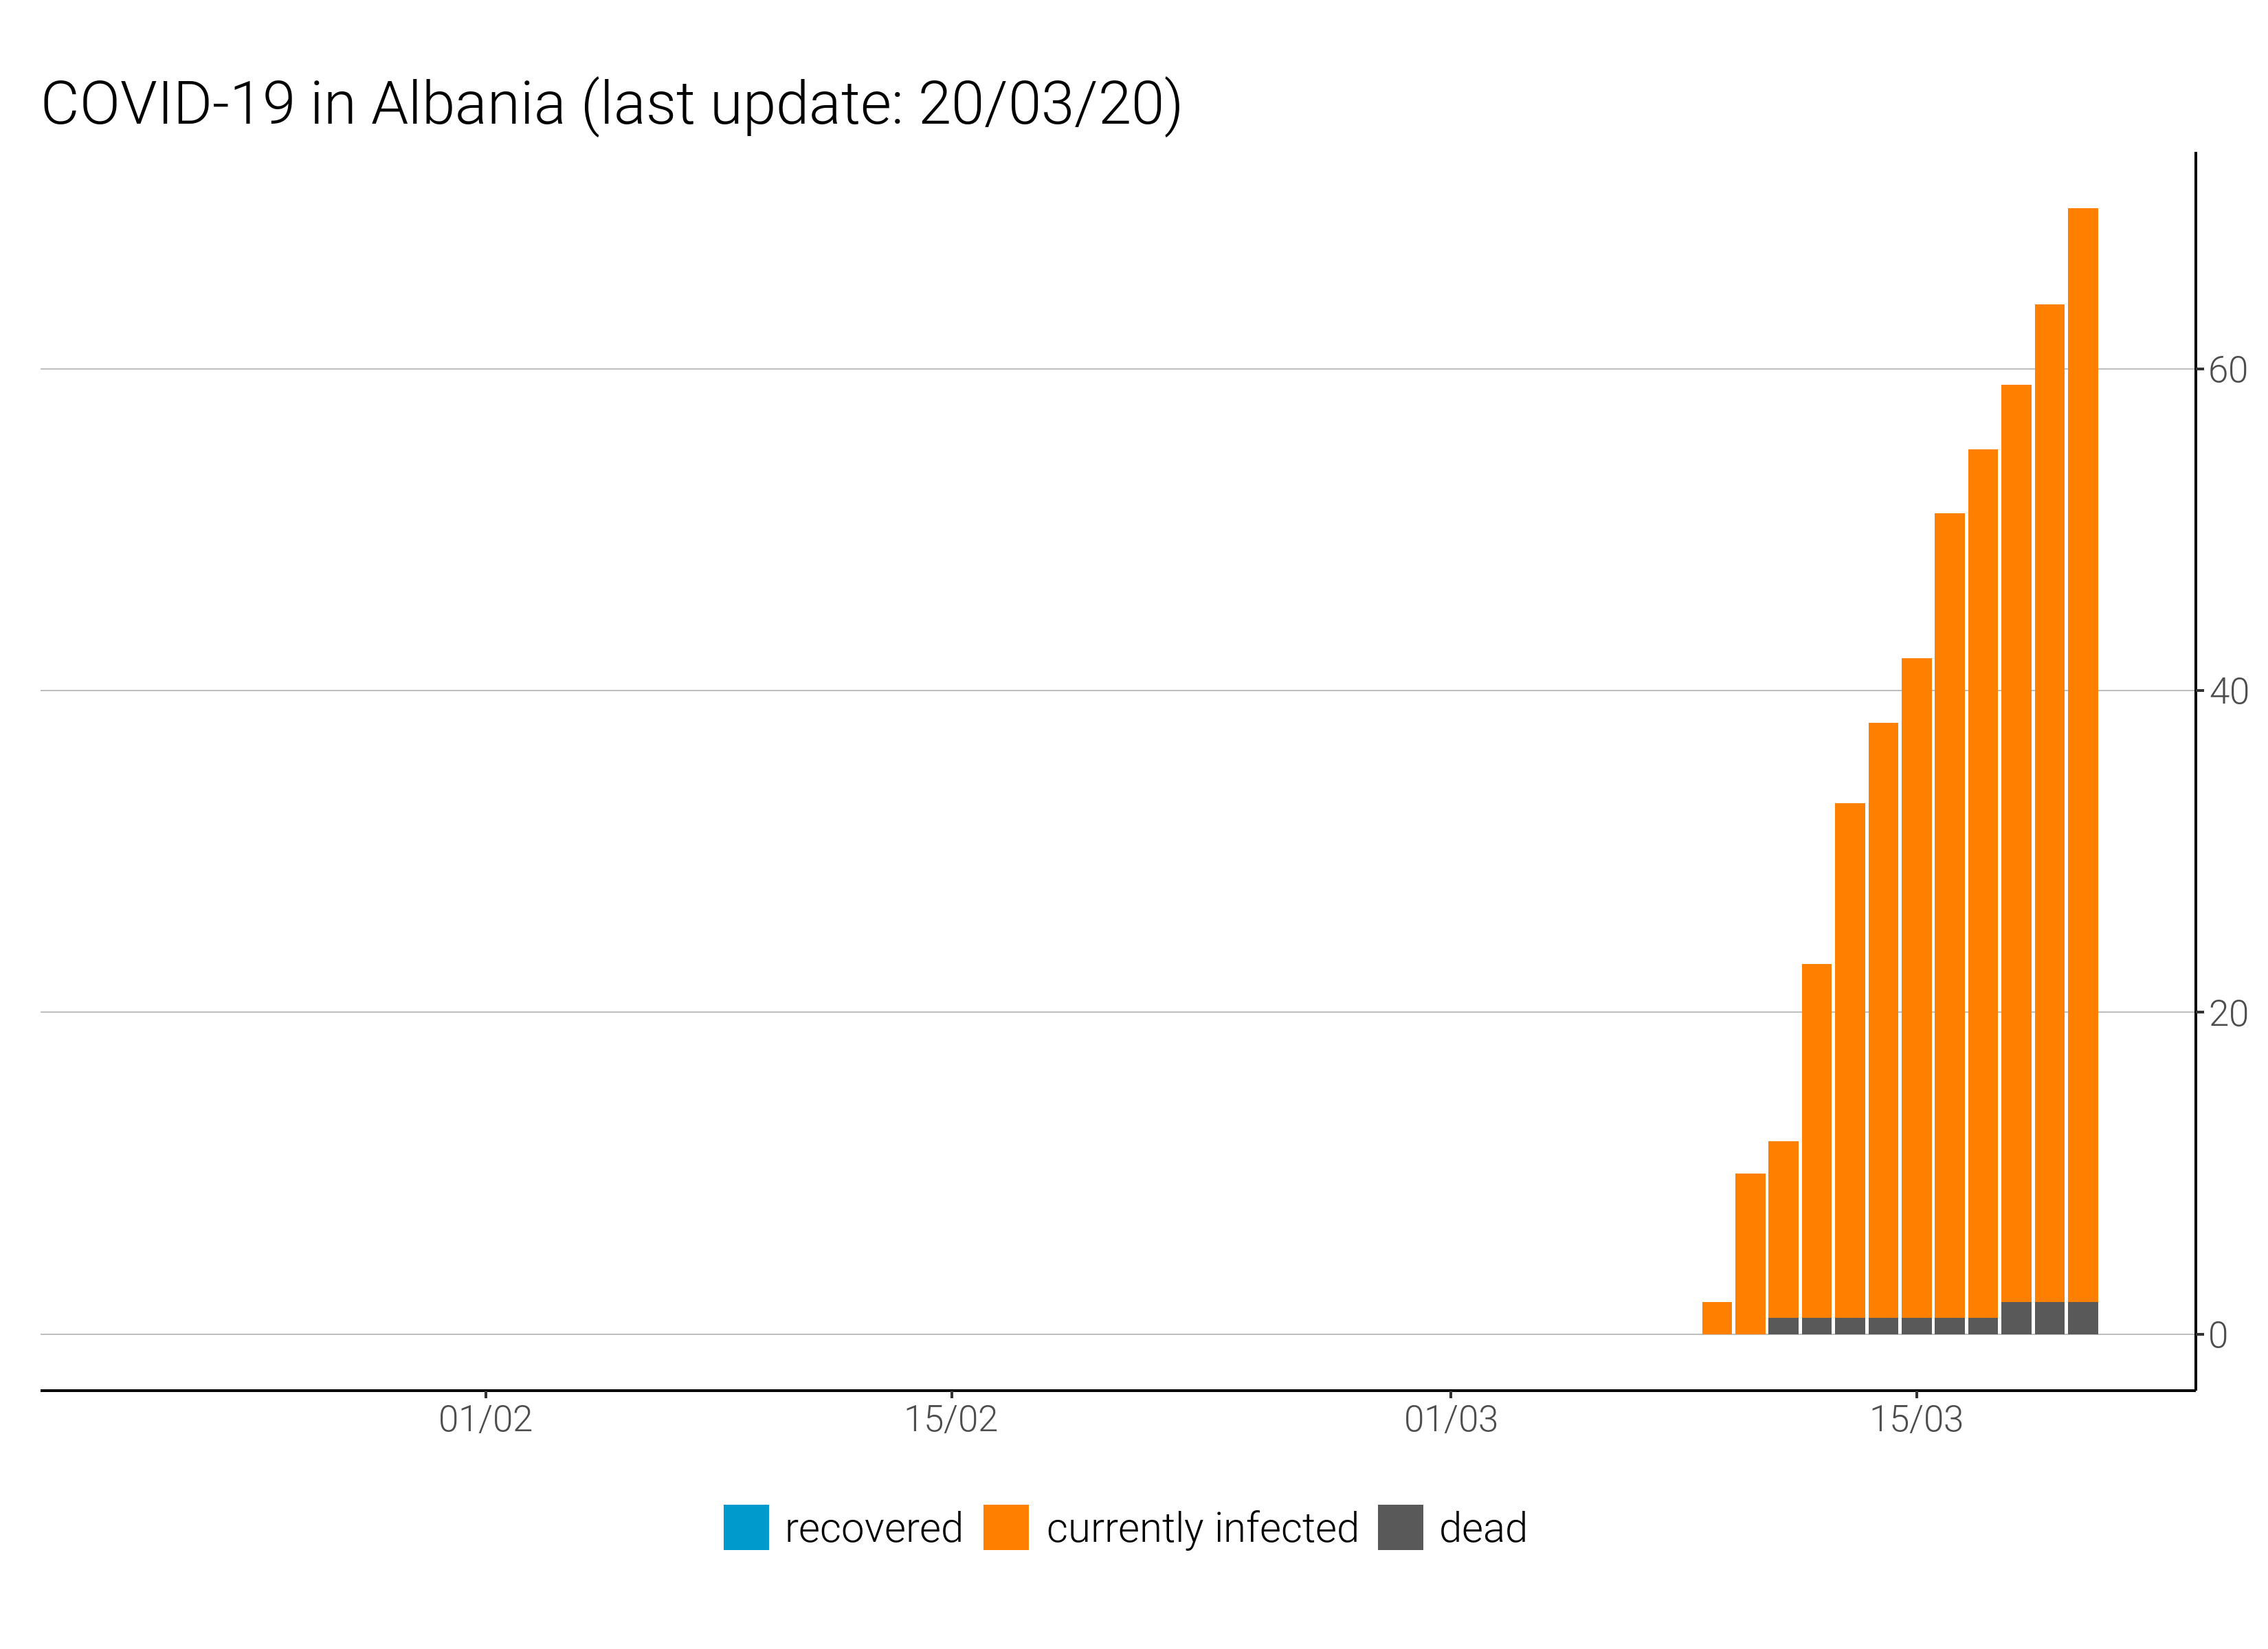 COVID-19 in Albania (last update: 20/03/20)
60
40
20
0
01/02 15/02 01/03 15/03
recovered currently infected dead